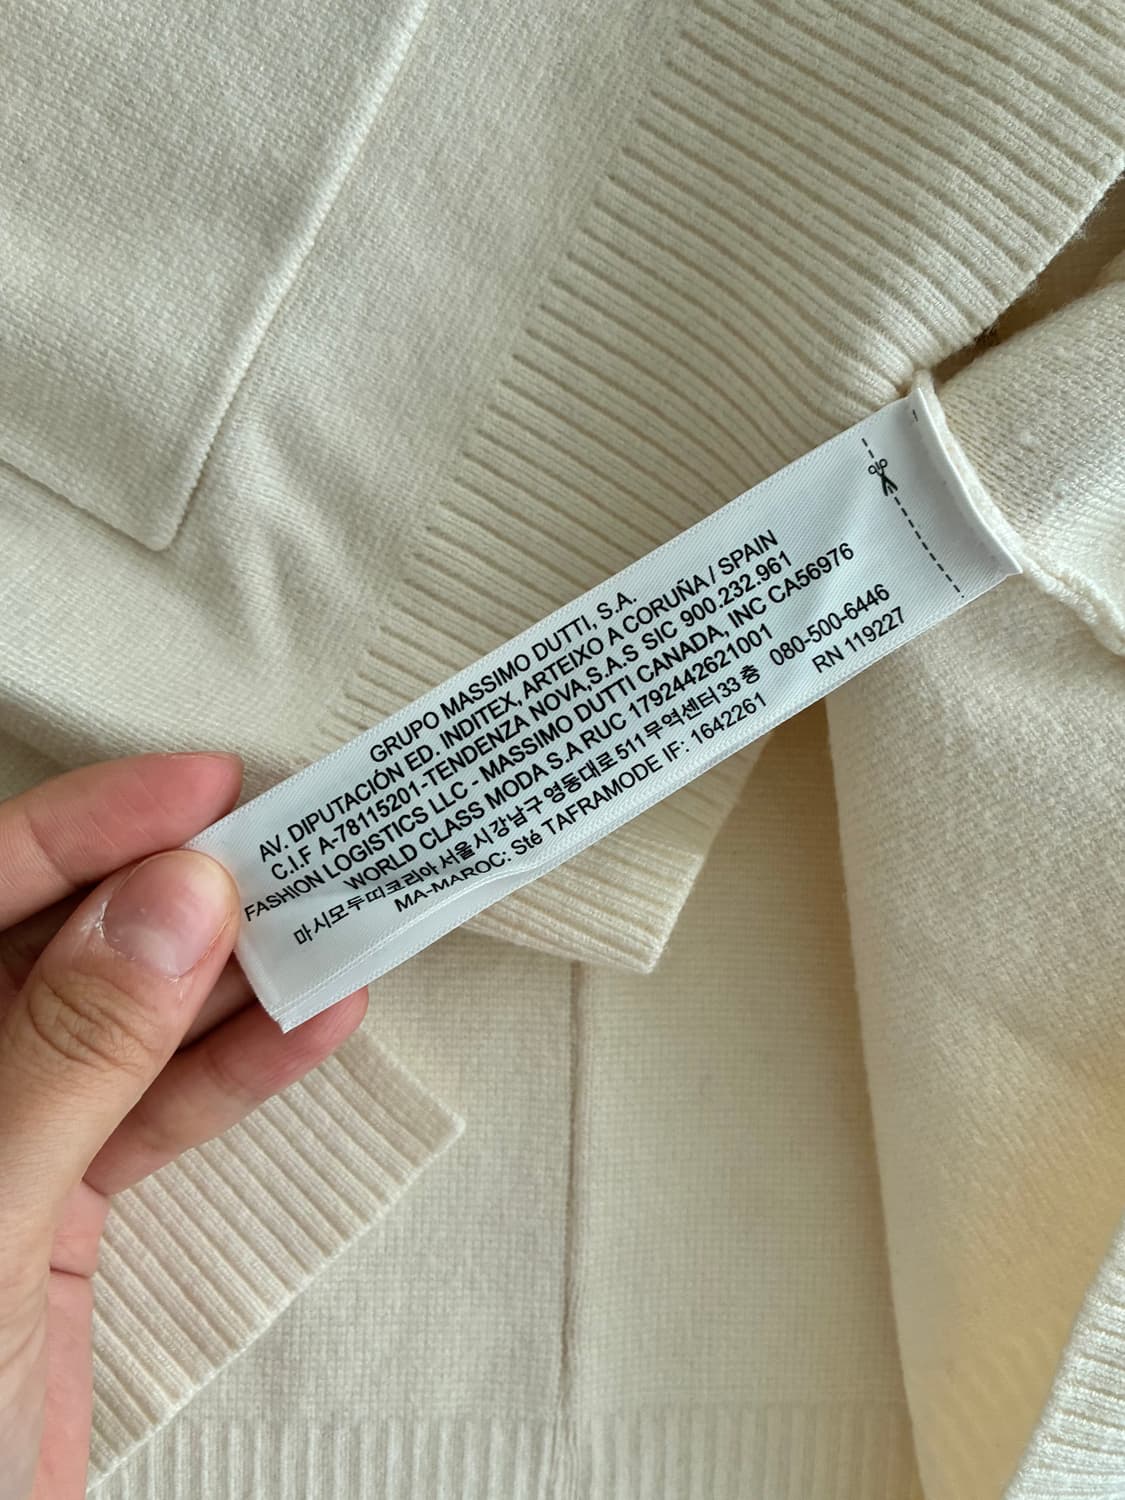 1
GRUPO MASSIMO DUTTI, S.A.
AV. DIPUTACIÓN ED. INDITEX, ARTEIXO A CORUÑA / SPAIN
C.I.F A-78115201-TENDENZA NOVA,S.A.S SIC 900.232.961
FASHION LOGISTICS LLC - MASSIMO DUTTI CANADA, INC CA56976
WORLD CLASS MODA S.A RUC 1792442621001
마시모두띠코리아 서울시강남구영동대로511무역센터33층 080-500-6446
MA-MAROC: Sté TAFRAMODE IF: 1642261 RN 119227